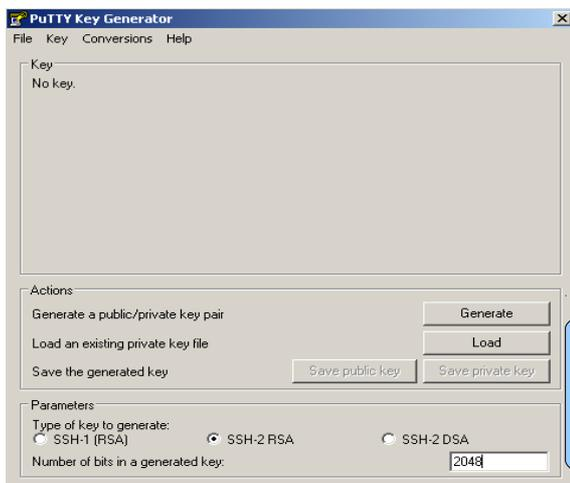 PuTTY Key Generator
File Key Conversions Help
Key
No key.
Actions
Generate a public/private key pair Generate
Load an existing private key file Load
Save the generated key Save public key Save private key
Parameters
Type of key to generate:
SSH-1 (RSA) SSH-2 RSA SSH-2 DSA
Number of bits in a generated key: 2048